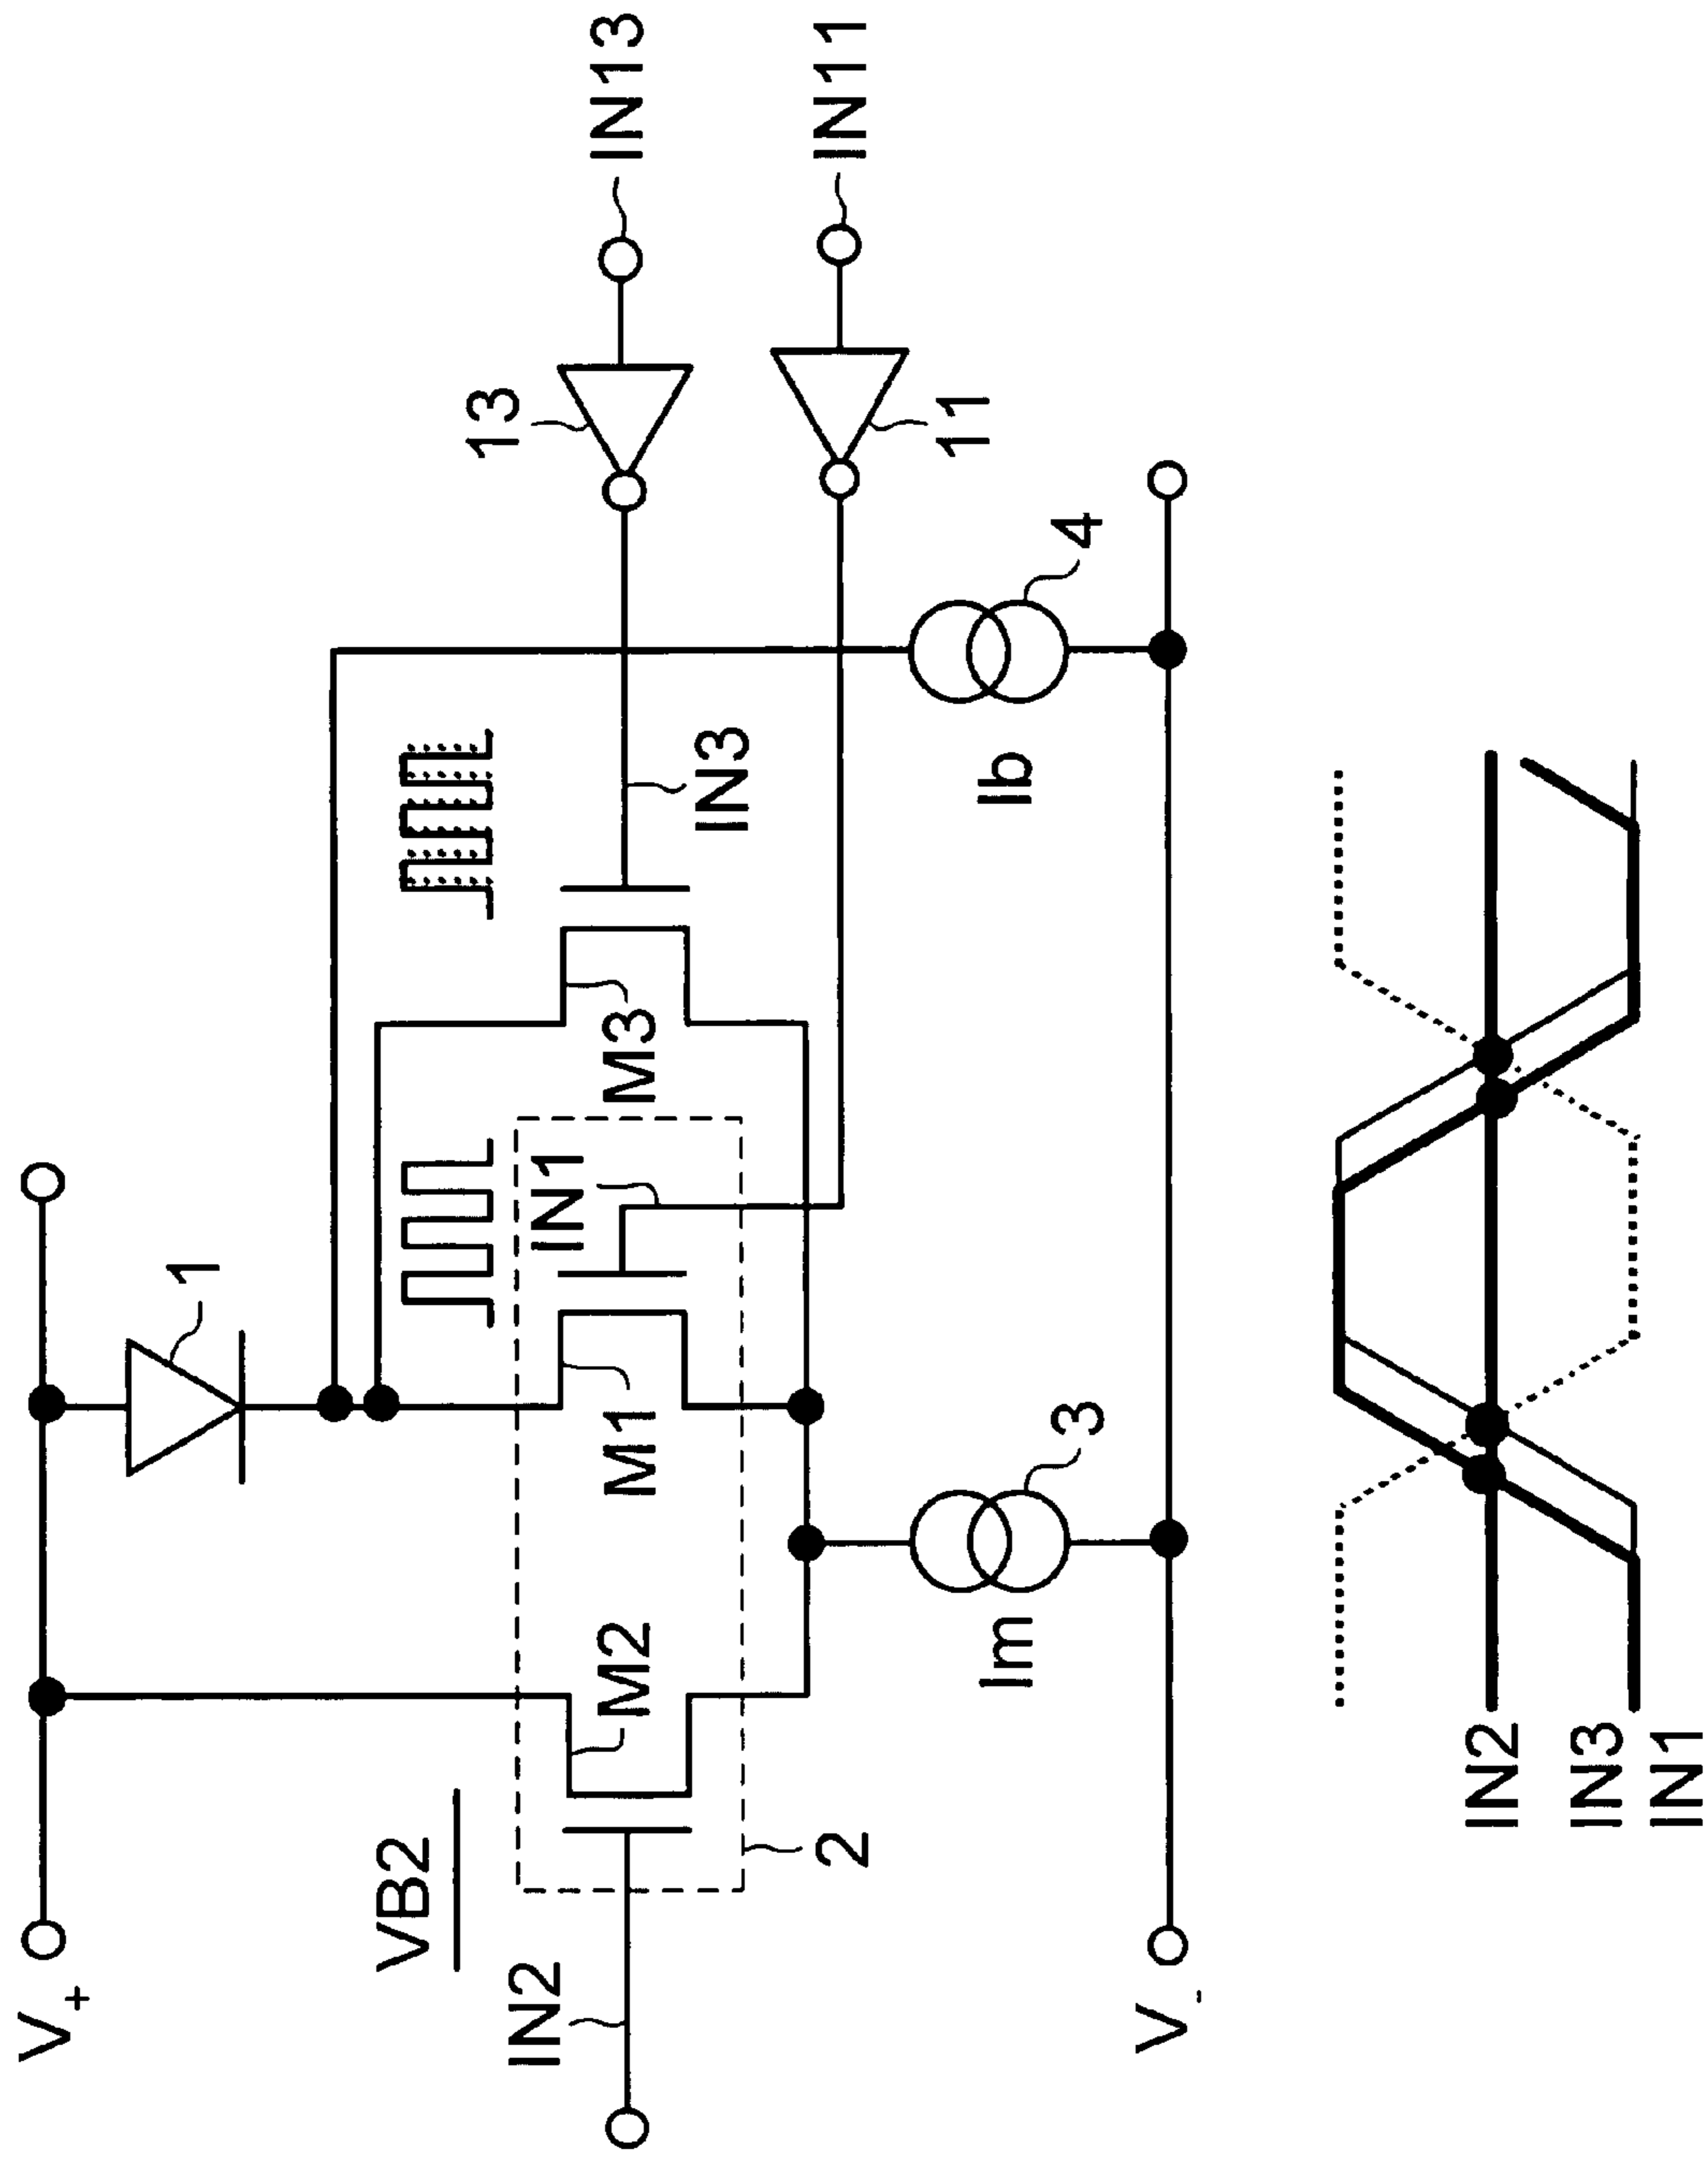 V+
1
VB2
13
IN13
M2
M1
IN1
M3
IN2
IN3
2
11
IN11
Im
3
Ib
4
V-
IN2
IN3
IN1